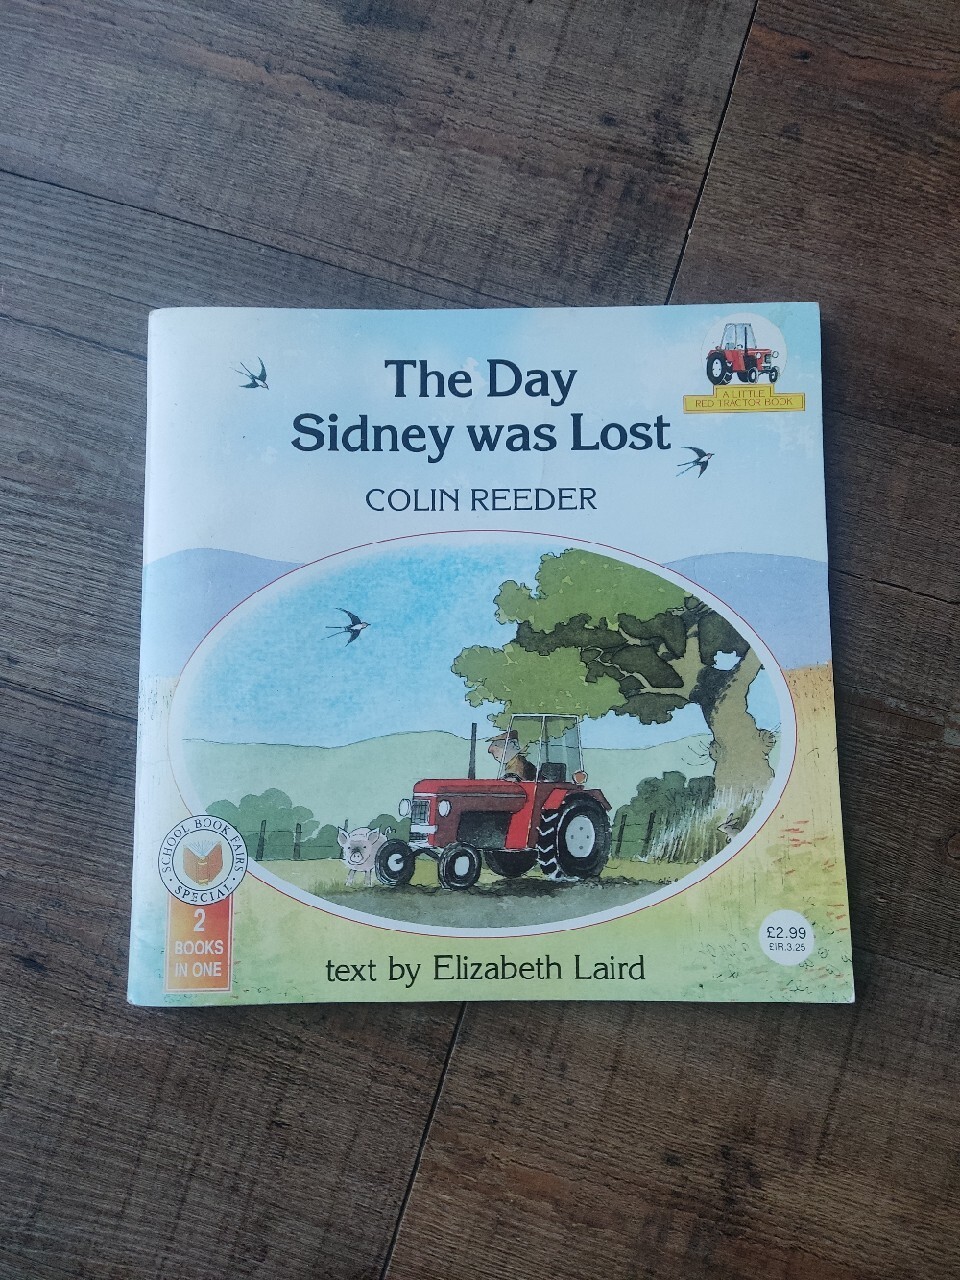 The Day
Sidney was Lost
COLIN REEDER
A LITTLE
RED TRACTOR BOOK
SCHOOL BOOK FAIRS
· SPECIAL ·
2
BOOKS
IN ONE
£2.99
£IR.3.25
text by Elizabeth Laird